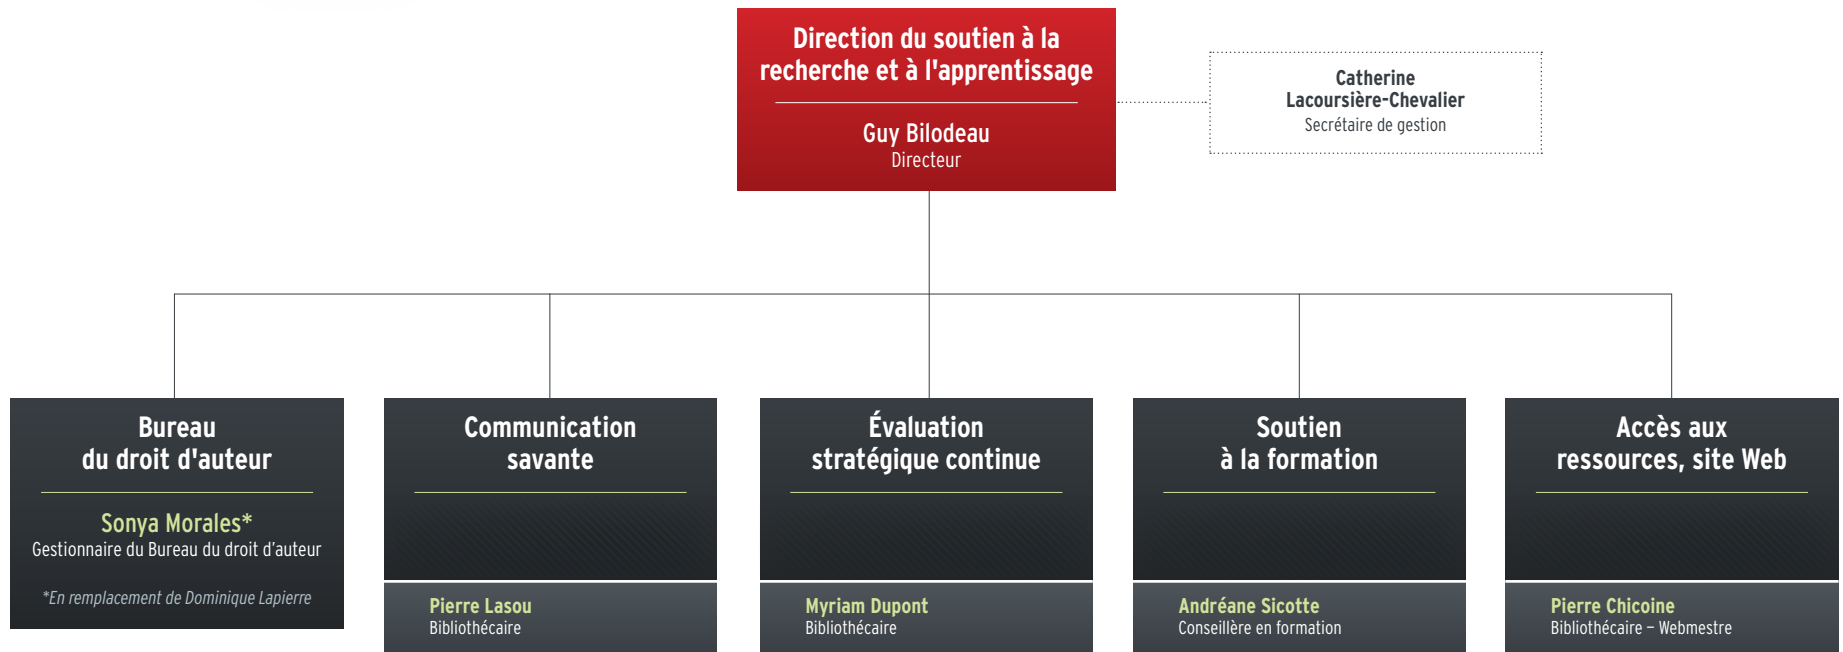 Direction du soutien à la
recherche et à l'apprentissage
Guy Bilodeau
Directeur
Catherine
Lacoursière-Chevalier
Secrétaire de gestion
Bureau
du droit d'auteur
Sonya Morales*
Gestionnaire du Bureau du droit d’auteur
*En remplacement de Dominique Lapierre
Communication
savante
Pierre Lasou
Bibliothécaire
Évaluation
stratégique continue
Myriam Dupont
Bibliothécaire
Soutien
à la formation
Andréane Sicotte
Conseillère en formation
Accès aux
ressources, site Web
Pierre Chicoine
Bibliothécaire – Webmestre